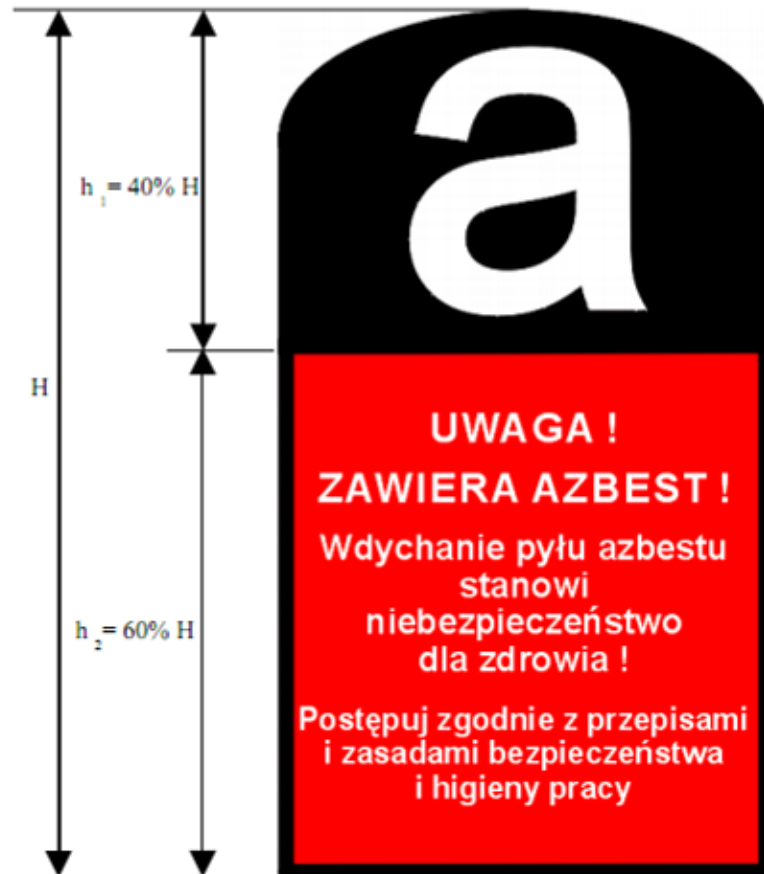 a
h₁= 40% H
H
UWAGA !
ZAWIERA AZBEST !
Wdychanie pyłu azbestu
stanowi
niebezpieczeństwo
dla zdrowia !
h₂= 60% H
Postępuj zgodnie z przepisami
i zasadami bezpieczeństwa
i higieny pracy